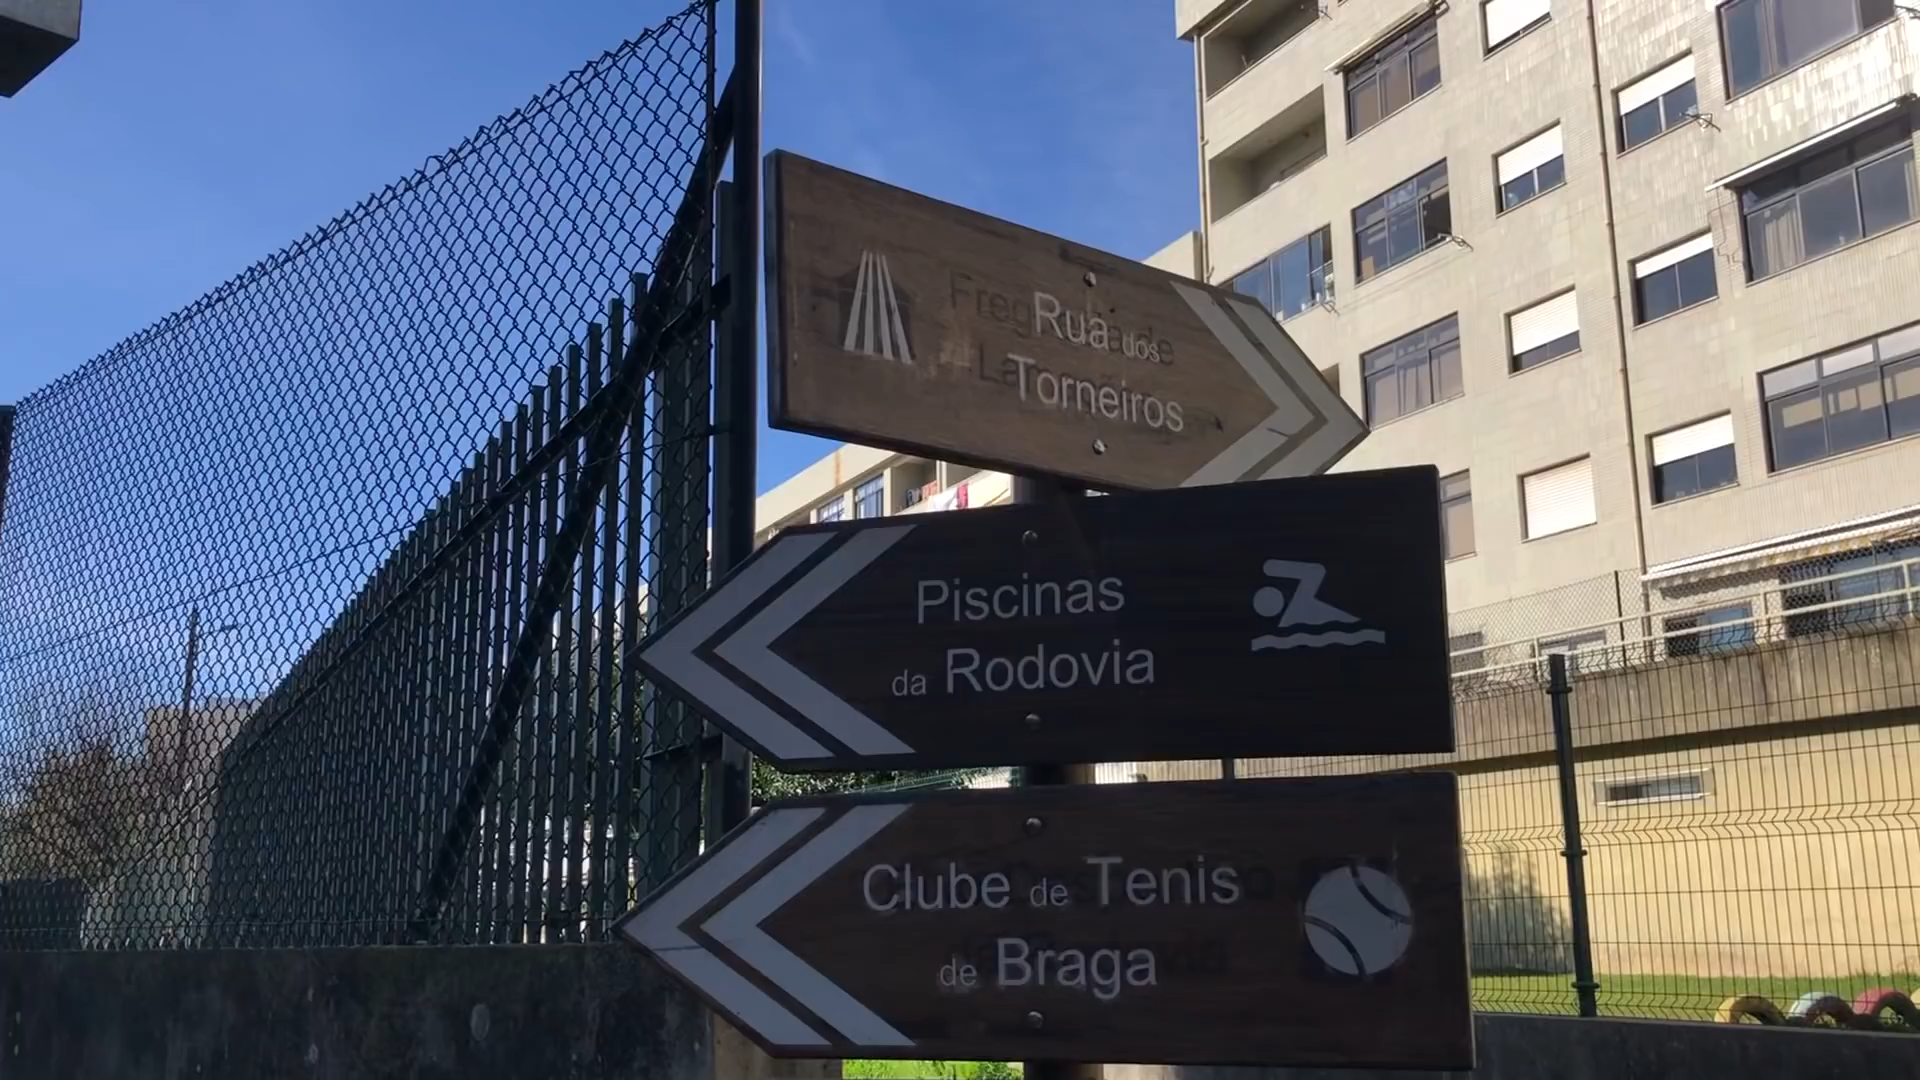 Rua dos
Torneiros
Piscinas
da Rodovia
Clube de Tenis
de Braga